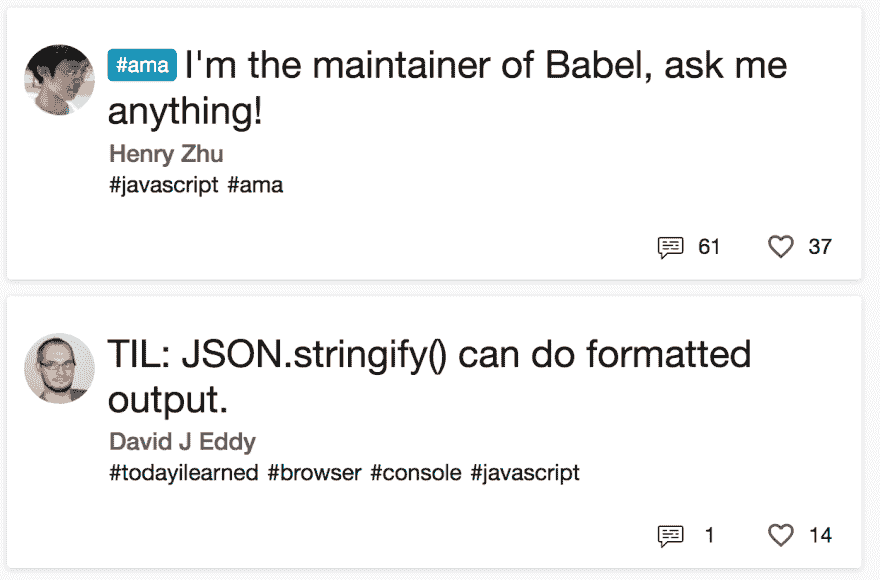 #ama I'm the maintainer of Babel, ask me
anything!
Henry Zhu
#javascript #ama
61 37
TIL: JSON.stringify() can do formatted
output.
David J Eddy
#todayilearned #browser #console #javascript
1 14